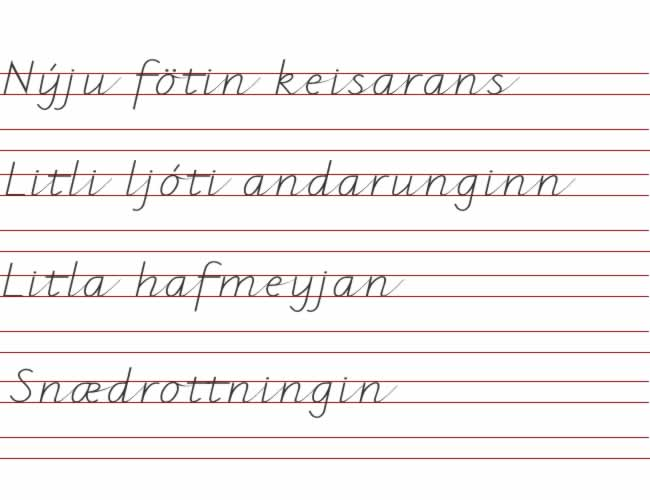 Nýju fötin keisarans
Litli ljóti andarunginn
Litla hafmeyjan
Snædrottningin